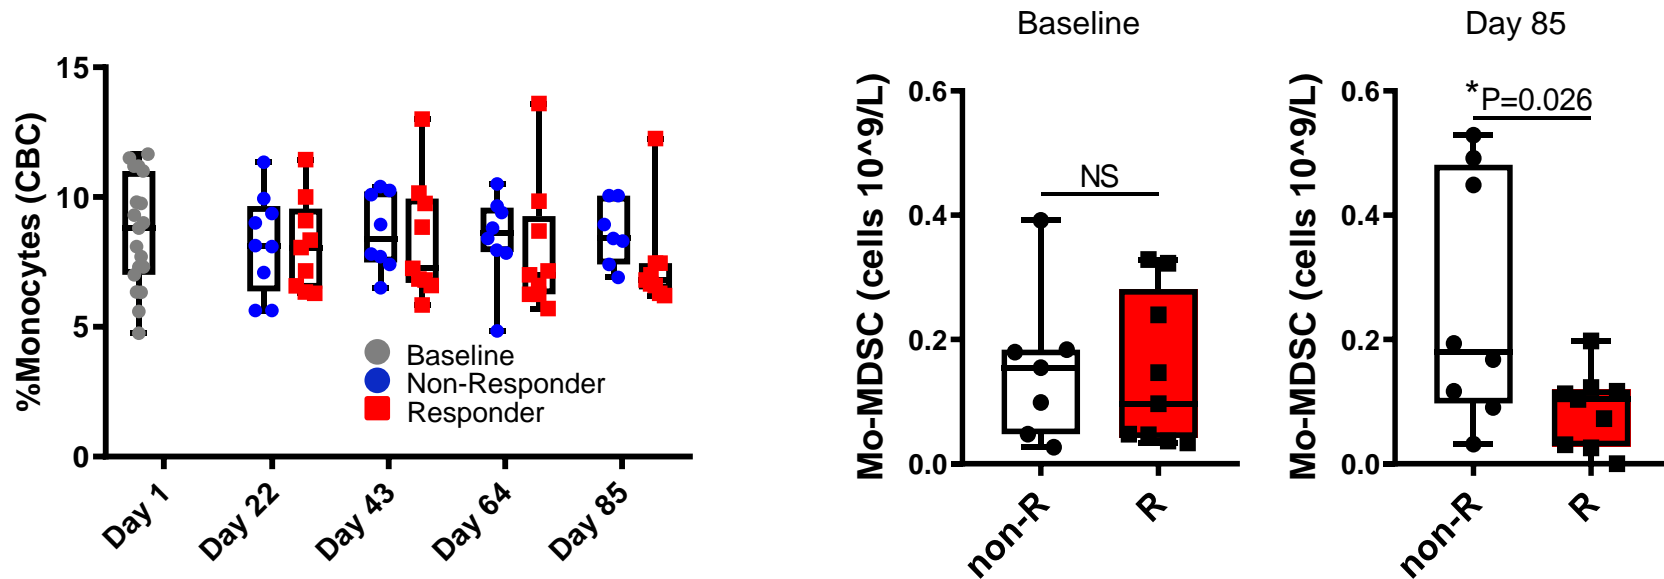 %Monocytes (CBC)
15
10
5
0
Day 1
Day 22
Day 43
Day 64
Day 85
Baseline
Non-Responder
Responder
Baseline
Mo-MDSC (cells 10^9/L)
0.6
0.4
0.2
0.0
NS
non-R
R
Day 85
Mo-MDSC (cells 10^9/L)
0.6
0.4
0.2
0.0
*P=0.026
non-R
R